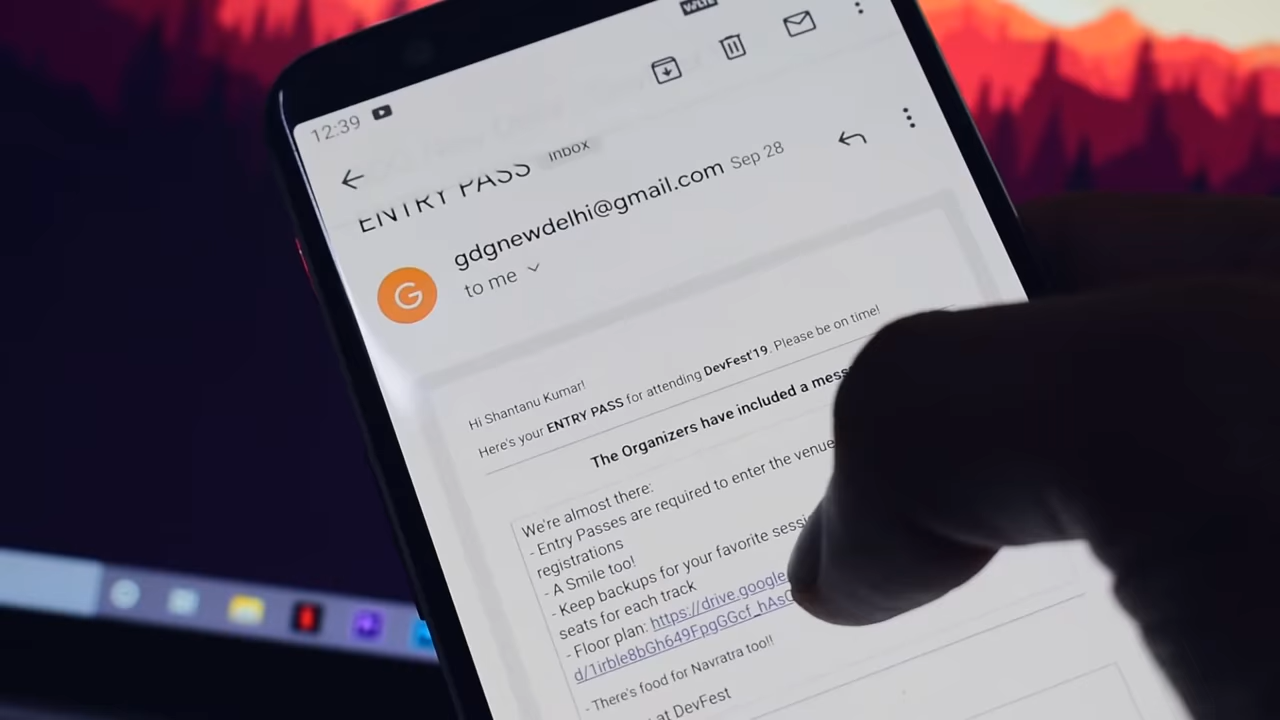 VoLTE
12:39
ENTRY PASS Inbox
gdgnewdelhi@gmail.com Sep 28
to me
G
Hi Shantanu Kumar!
Here's your ENTRY PASS for attending DevFest'19. Please be on time!
The Organizers have included a
We're almost there:
- Entry Passes are required to enter the venue
registrations
- A Smile too!
- Keep backups for your favorite
seats for each track
- Floor plan: https://drive.google.
d/1irble8bGh649FpgGGcf_hAsC
- There's food for Navratra too!!
at DevFest